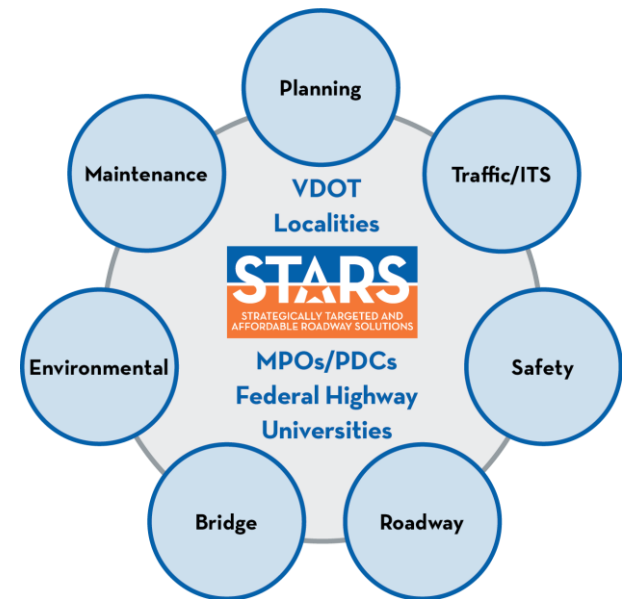 Planning
Maintenance
Traffic/ITS
VDOT
Localities
STARS
STRATEGICALLY TARGETED AND
AFFORDABLE ROADWAY SOLUTIONS
Environmental
MPOs/PDCs
Safety
Federal Highway
Universities
Bridge
Roadway